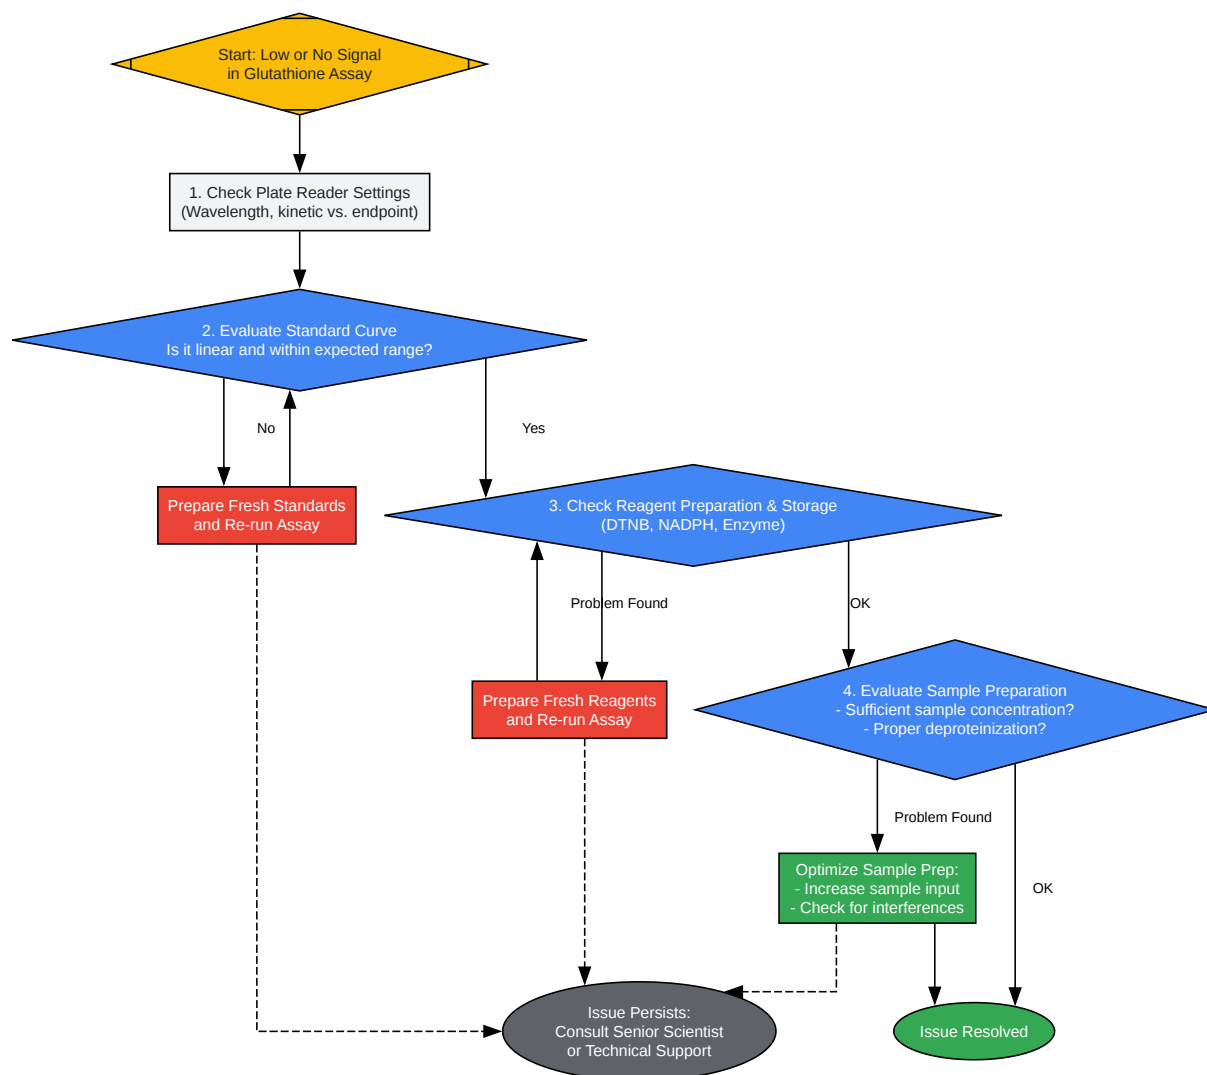 Start: Low or No Signal
in Glutathione Assay
1. Check Plate Reader Settings
(Wavelength, kinetic vs. endpoint)
2. Evaluate Standard Curve
Is it linear and within expected range?
No
Yes
Prepare Fresh Standards
and Re-run Assay
3. Check Reagent Preparation & Storage
(DTNB, NADPH, Enzyme)
Problem Found
OK
Prepare Fresh Reagents
and Re-run Assay
4. Evaluate Sample Preparation
- Sufficient sample concentration?
- Proper deproteinization?
Problem Found
OK
Optimize Sample Prep:
- Increase sample input
- Check for interferences
Issue Persists:
Consult Senior Scientist
or Technical Support
Issue Resolved